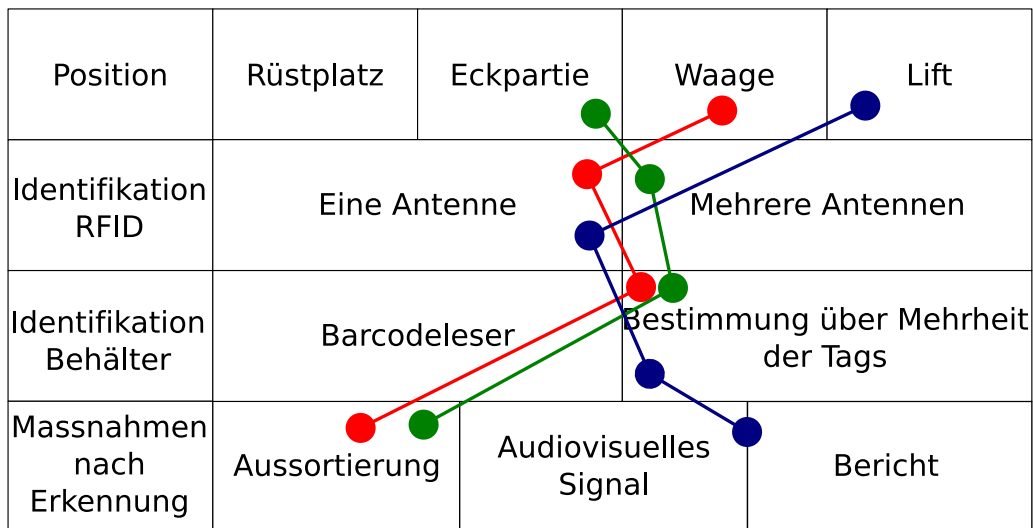 Position
Rüstplatz
Eckpartie
Waage
Lift
Identifikation
RFID
Eine Antenne
Mehrere Antennen
Identifikation
Behälter
Barcodeleser
Bestimmung über Mehrheit
der Tags
Massnahmen
nach
Erkennung
Aussortierung
Audiovisuelles
Signal
Bericht